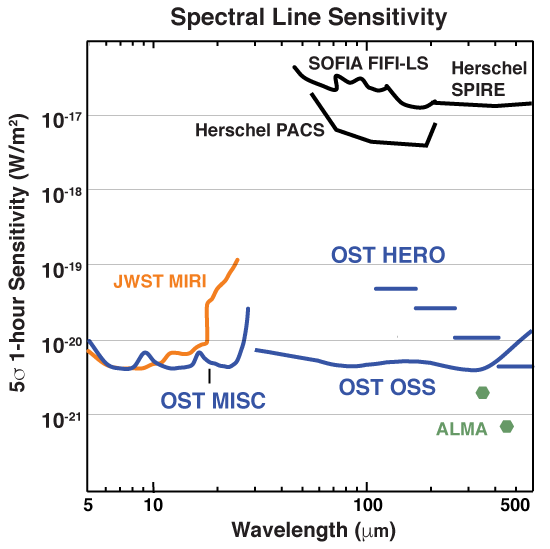 Spectral Line Sensitivity
SOFIA FIFI-LS
Herschel
SPIRE
Herschel PACS
10⁻¹⁷
10⁻¹⁸
10⁻¹⁹
10⁻²⁰
10⁻²¹
5σ 1-hour Sensitivity (W/m²)
OST HERO
JWST MIRI
OST MISC
OST OSS
ALMA
5
10
100
500
Wavelength (μm)